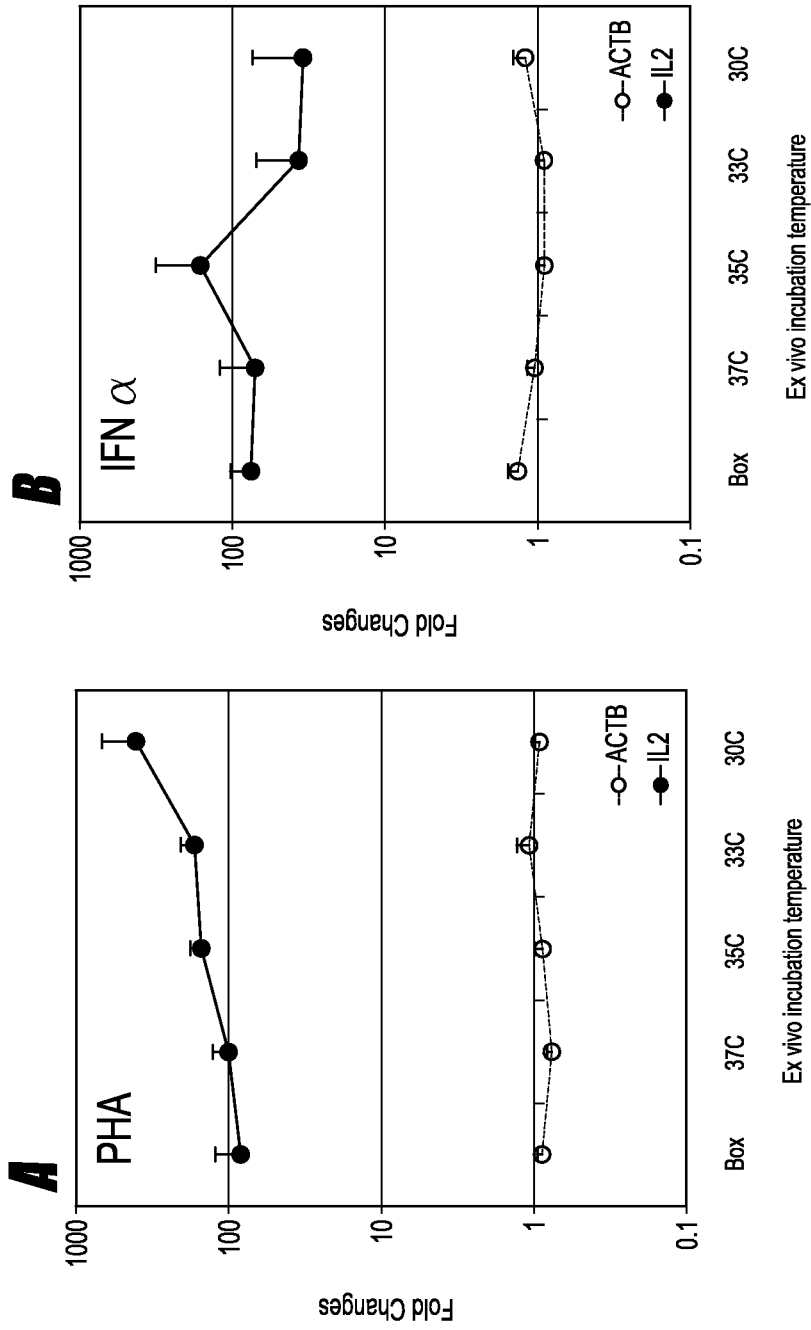 A
PHA
1000
100
10
1
0.1
Fold Changes
ACTB
IL2
Box
37C
35C
33C
30C
Ex vivo incubation temperature
B
IFN α
1000
100
10
1
0.1
Fold Changes
ACTB
IL2
Box
37C
35C
33C
30C
Ex vivo incubation temperature